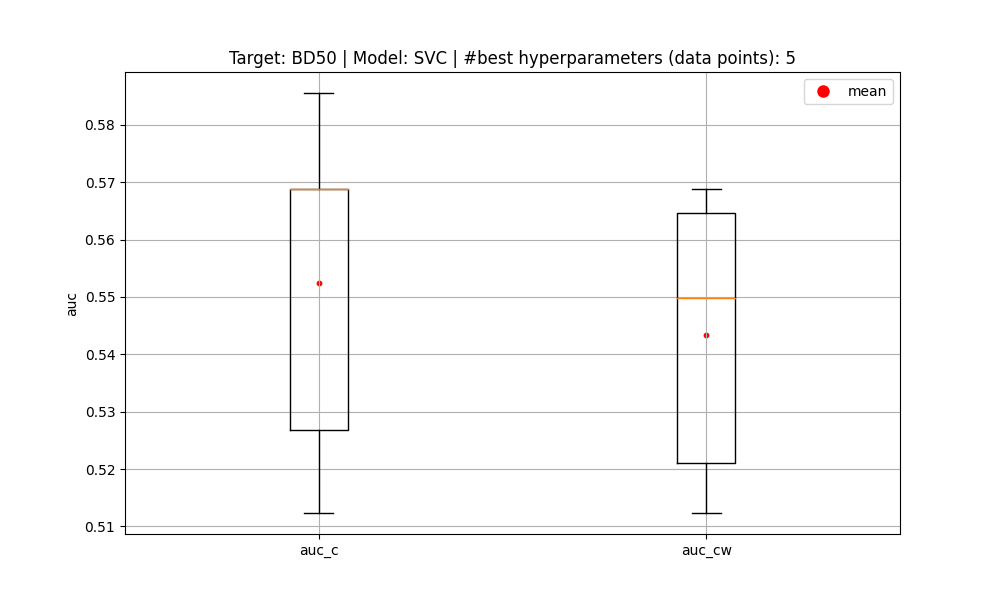 Target: BD50 | Model: SVC | #best hyperparameters (data points): 5
mean
0.58
0.57
0.56
0.55
0.54
0.53
0.52
0.51
auc
auc_c
auc_cw